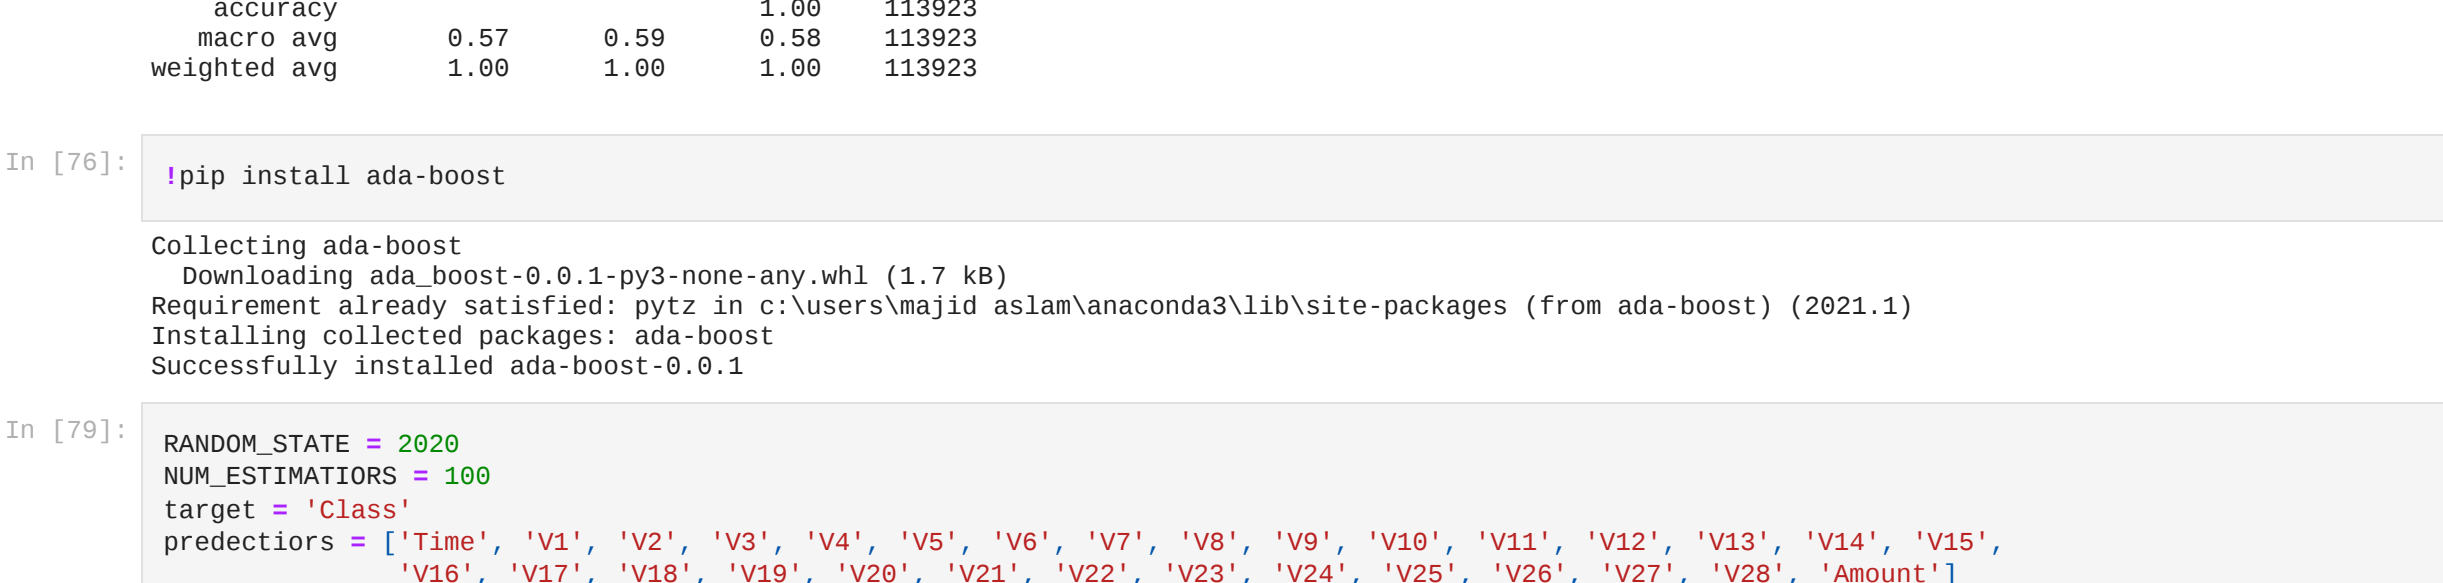 accuracy 1.00 113923
macro avg 0.57 0.59 0.58 113923
weighted avg 1.00 1.00 1.00 113923
In [76]:
!pip install ada-boost
Collecting ada-boost
Downloading ada_boost-0.0.1-py3-none-any.whl (1.7 kB)
Requirement already satisfied: pytz in c:\users\majid aslam\anaconda3\lib\site-packages (from ada-boost) (2021.1)
Installing collected packages: ada-boost
Successfully installed ada-boost-0.0.1
In [79]:
RANDOM_STATE = 2020
NUM_ESTIMATIORS = 100
target = 'Class'
predectiors = ['Time', 'V1', 'V2', 'V3', 'V4', 'V5', 'V6', 'V7', 'V8', 'V9', 'V10', 'V11', 'V12', 'V13', 'V14', 'V15',
'V16', 'V17', 'V18', 'V19', 'V20', 'V21', 'V22', 'V23', 'V24', 'V25', 'V26', 'V27', 'V28', 'Amount']